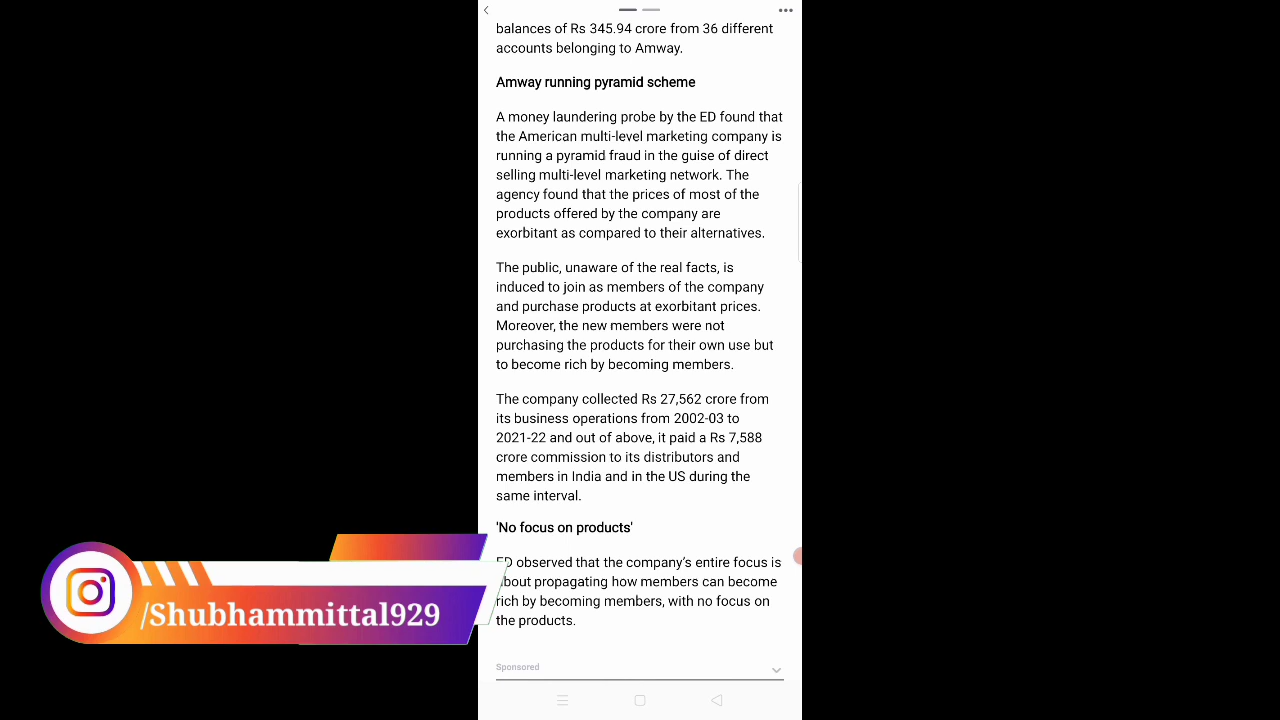 balances of Rs 345.94 crore from 36 different
accounts belonging to Amway.
Amway running pyramid scheme
A money laundering probe by the ED found that
the American multi-level marketing company is
running a pyramid fraud in the guise of direct
selling multi-level marketing network. The
agency found that the prices of most of the
products offered by the company are
exorbitant as compared to their alternatives.
The public, unaware of the real facts, is
induced to join as members of the company
and purchase products at exorbitant prices.
Moreover, the new members were not
purchasing the products for their own use but
to become rich by becoming members.
The company collected Rs 27,562 crore from
its business operations from 2002-03 to
2021-22 and out of above, it paid a Rs 7,588
crore commission to its distributors and
members in India and in the US during the
same interval.
'No focus on products'
ED observed that the company's entire focus is
about propagating how members can become
rich by becoming members, with no focus on
the products.
Sponsored
/Shubhammittal929